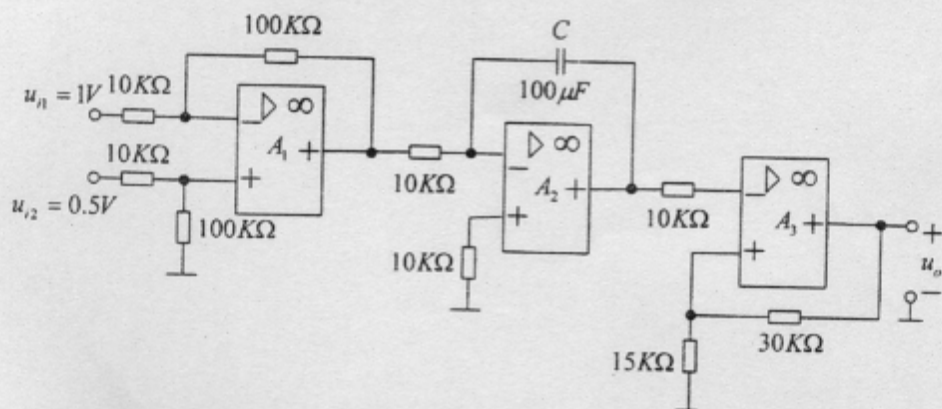 C
100KΩ
100μF
10KΩ
u_i1 = 1V
▷ ∞
−
A₁ +
+
10KΩ
u_i2 = 0.5V
100KΩ
10KΩ
▷ ∞
−
A₂ +
+
10KΩ
10KΩ
▷ ∞
−
A₃ +
+
+
u_o
−
30KΩ
15KΩ